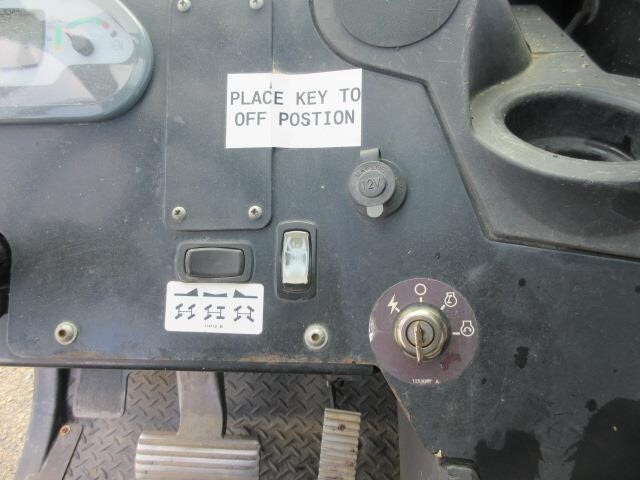 PLACE KEY TO
OFF POSTION
12V